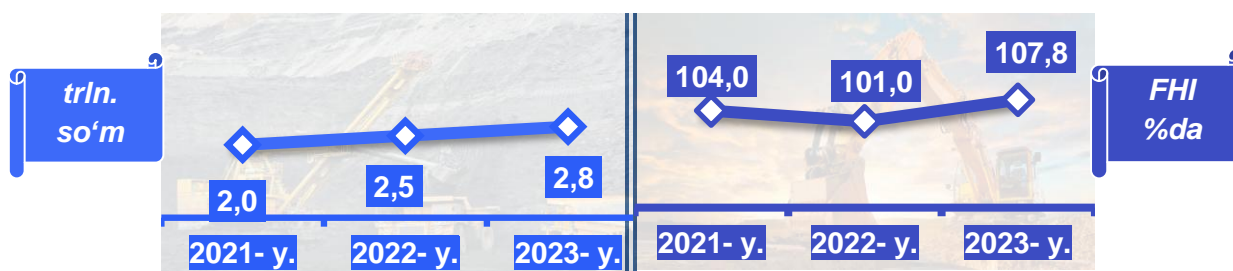 trln.
so‘m
2,0
2,5
2,8
2021- y.
2022- y.
2023- y.
104,0
101,0
107,8
2021- y.
2022- y.
2023- y.
FHI
%da